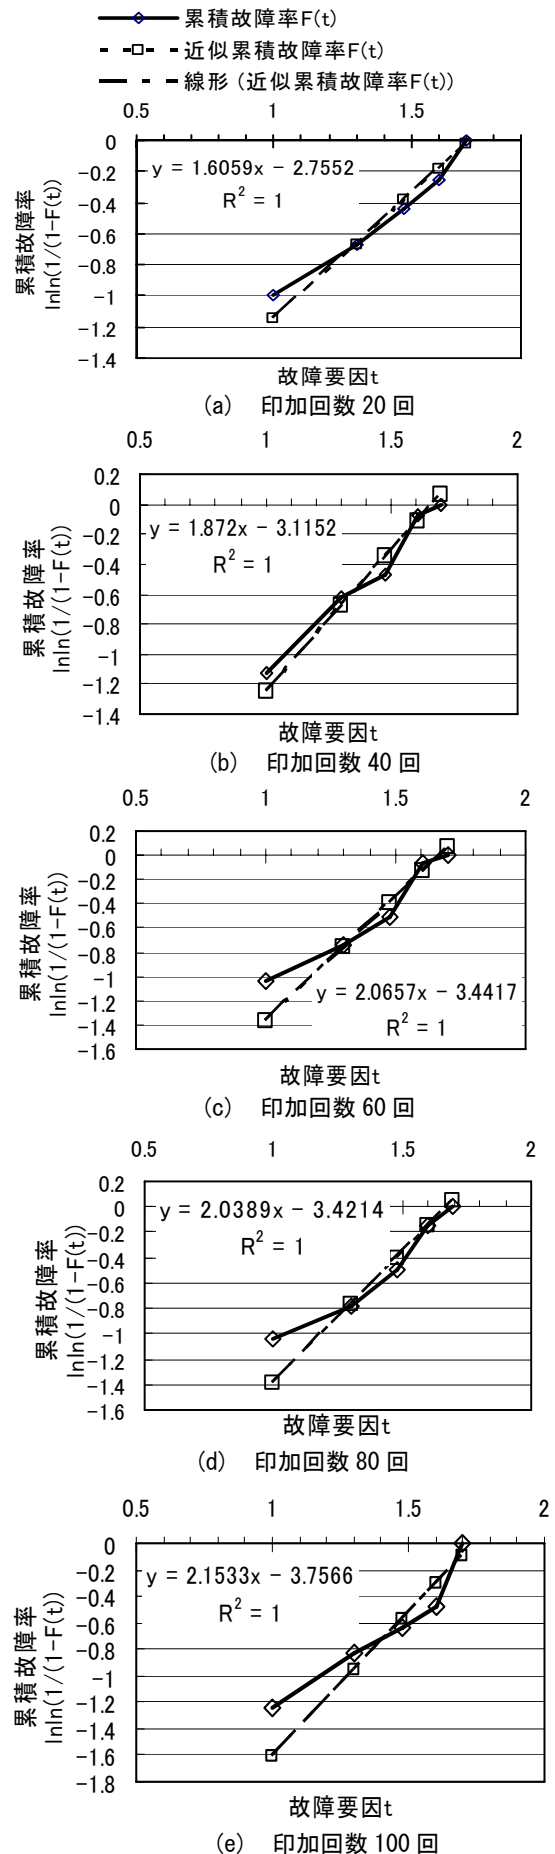 累積故障率F(t)
近似累積故障率F(t)
線形 (近似累積故障率F(t))
0.5 1 1.5
0
-0.2
-0.4
-0.6
-0.8
-1
-1.2
-1.4
y = 1.6059x - 2.7552
R² = 1
累積故障率
lnln(1/(1-F(t))
故障要因t
(a) 印加回数 20 回
0.5 1 1.5 2
0.2
0
-0.2
-0.4
-0.6
-0.8
-1
-1.2
-1.4
y = 1.872x - 3.1152
R² = 1
累積故障率
lnln(1/(1-F(t))
故障要因t
(b) 印加回数 40 回
0.5 1 1.5 2
0.2
0
-0.2
-0.4
-0.6
-0.8
-1
-1.2
-1.4
-1.6
y = 2.0657x - 3.4417
R² = 1
累積故障率
lnln(1/(1-F(t))
故障要因t
(c) 印加回数 60 回
0.5 1 1.5 2
0.2
0
-0.2
-0.4
-0.6
-0.8
-1
-1.2
-1.4
-1.6
y = 2.0389x - 3.4214
R² = 1
累積故障率
lnln(1/(1-F(t))
故障要因t
(d) 印加回数 80 回
0.5 1 1.5 2
0
-0.2
-0.4
-0.6
-0.8
-1
-1.2
-1.4
-1.6
-1.8
y = 2.1533x - 3.7566
R² = 1
累積故障率
lnln(1/(1-F(t))
故障要因t
(e) 印加回数 100 回